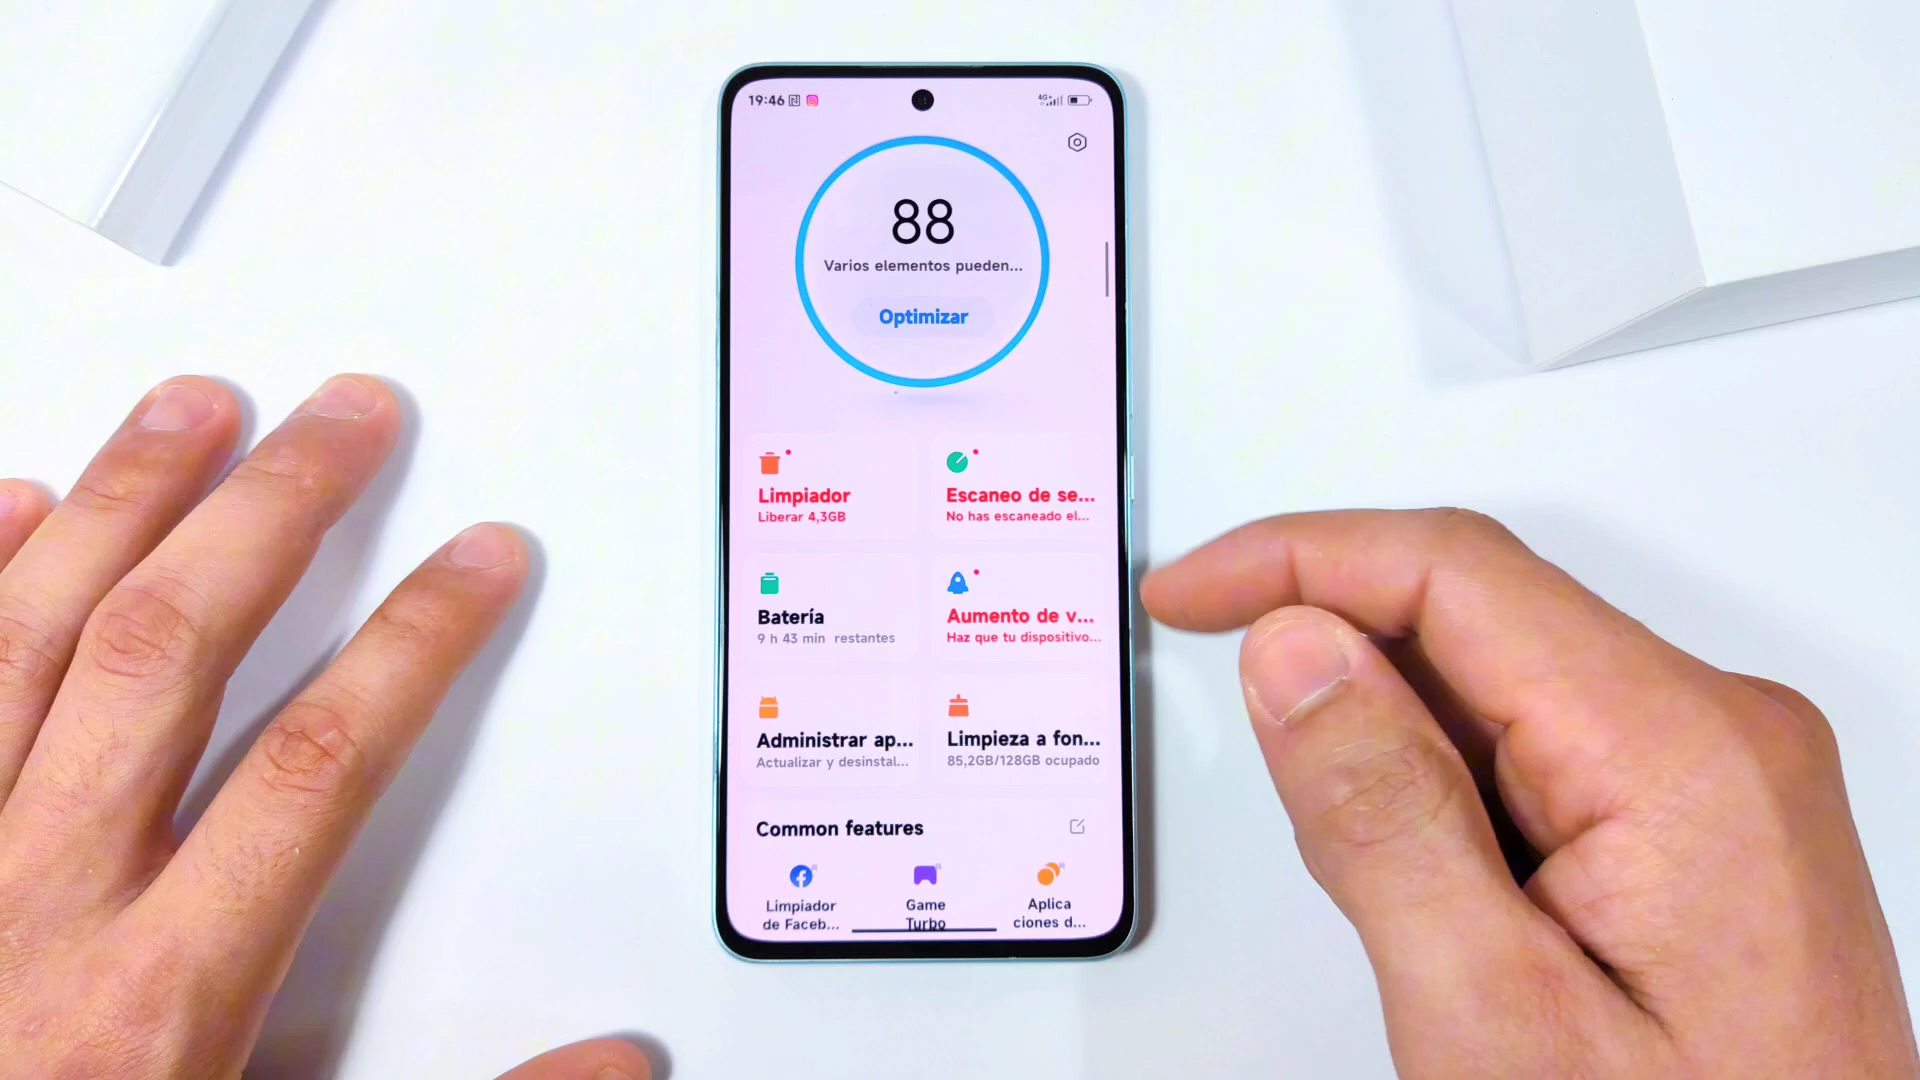 19:46
4G+
88
Varios elementos pueden...
Optimizar
Limpiador
Liberar 4,3GB
Escaneo de se...
No has escaneado el...
Batería
9 h 43 min restantes
Aumento de v...
Haz que tu dispositivo...
Administrar ap...
Actualizar y desinstal...
Limpieza a fon...
85,2GB/128GB ocupado
Common features
Limpiador
de Faceb...
Game
Turbo
Aplica
ciones d...